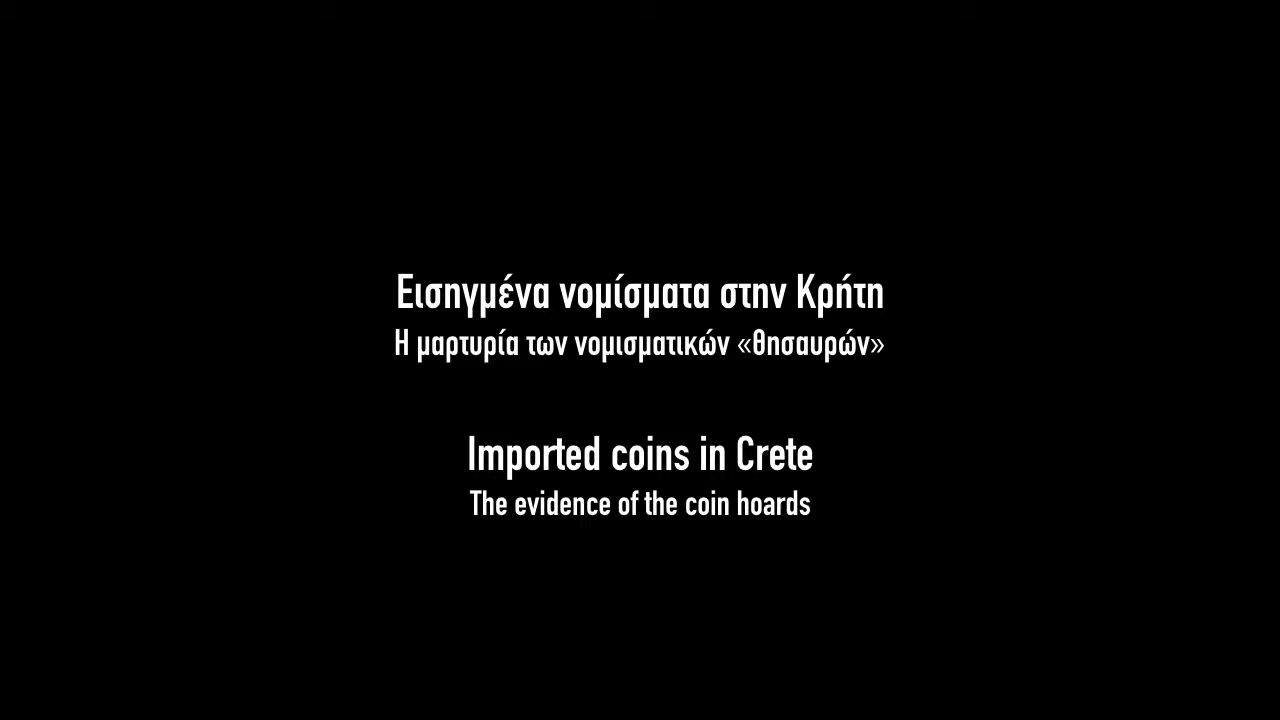 Εισηγμένα νομίσματα στην Κρήτη
Η μαρτυρία των νομισματικών «θησαυρών»
Imported coins in Crete
The evidence of the coin hoards